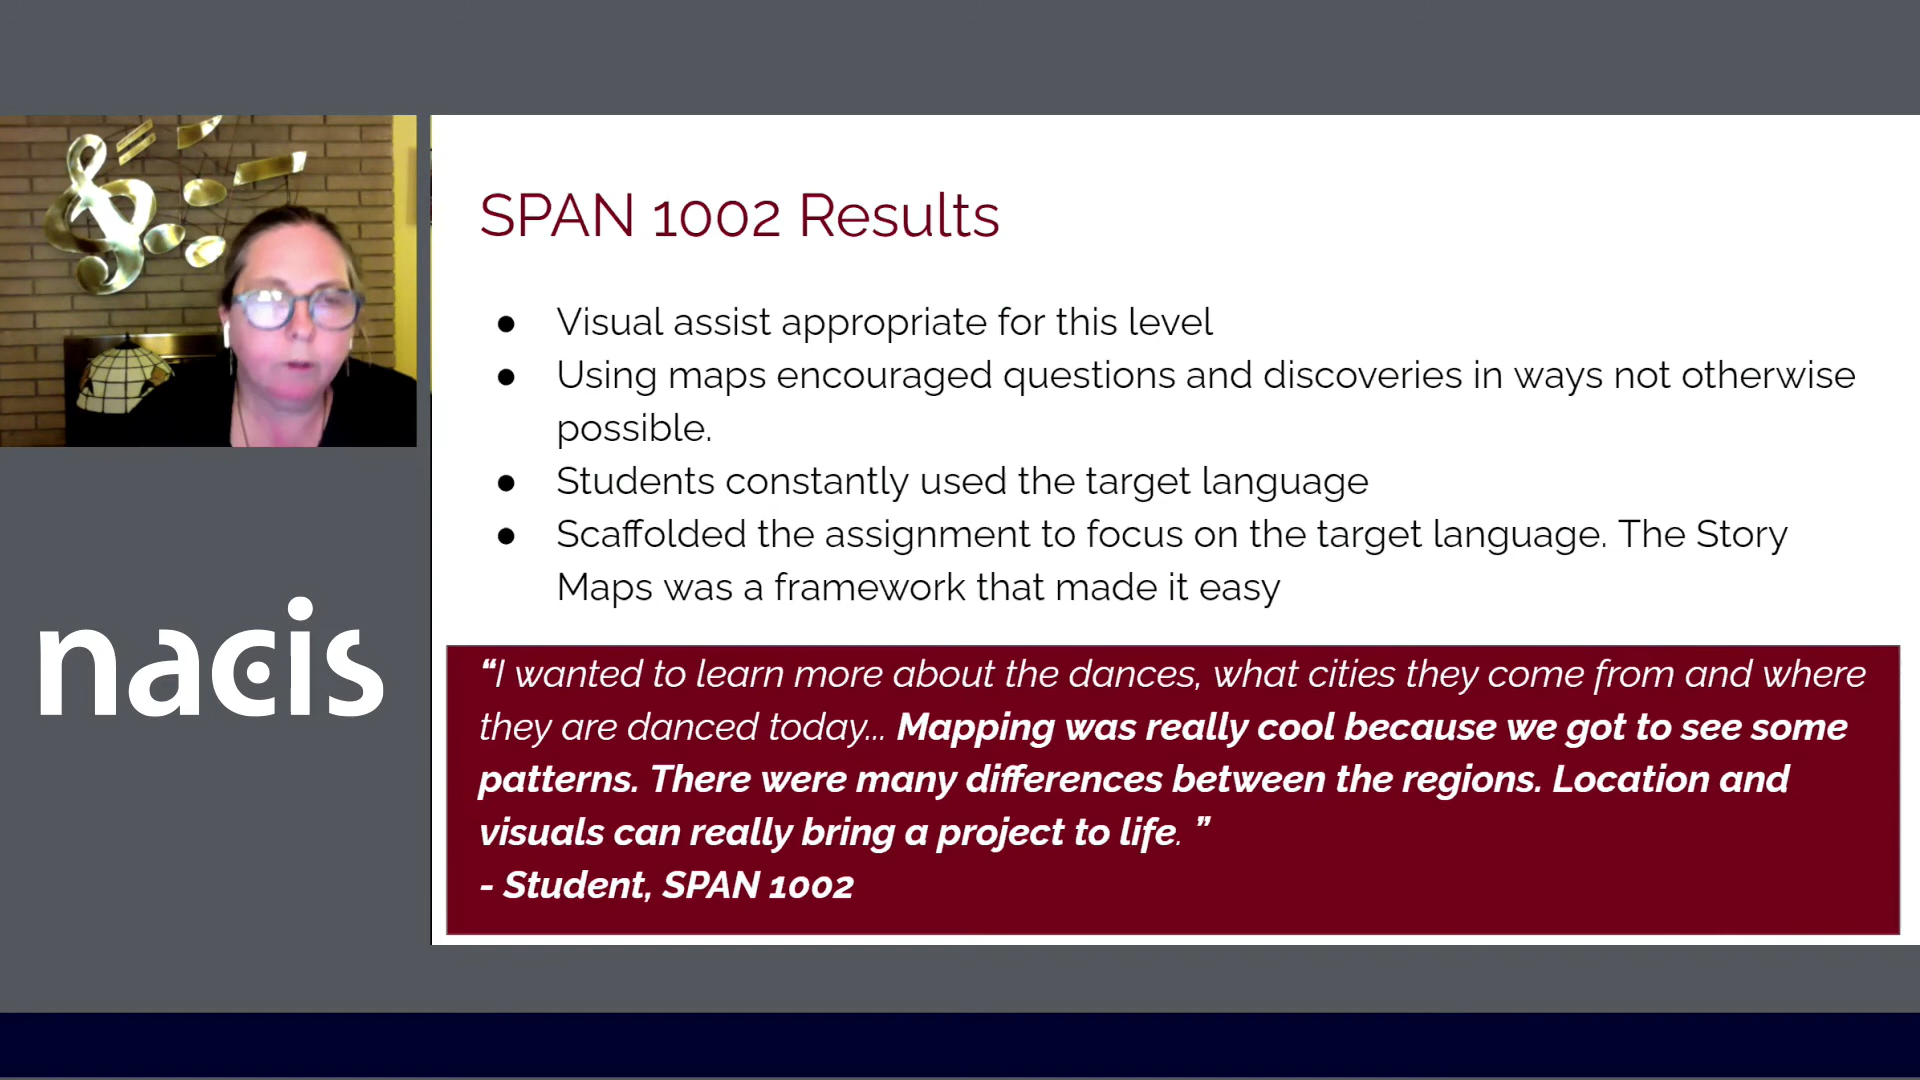 nacis
SPAN 1002 Results
● Visual assist appropriate for this level
● Using maps encouraged questions and discoveries in ways not otherwise
possible.
● Students constantly used the target language
● Scaffolded the assignment to focus on the target language. The Story
Maps was a framework that made it easy
“I wanted to learn more about the dances, what cities they come from and where
they are danced today... Mapping was really cool because we got to see some
patterns. There were many differences between the regions. Location and
visuals can really bring a project to life. ”
- Student, SPAN 1002